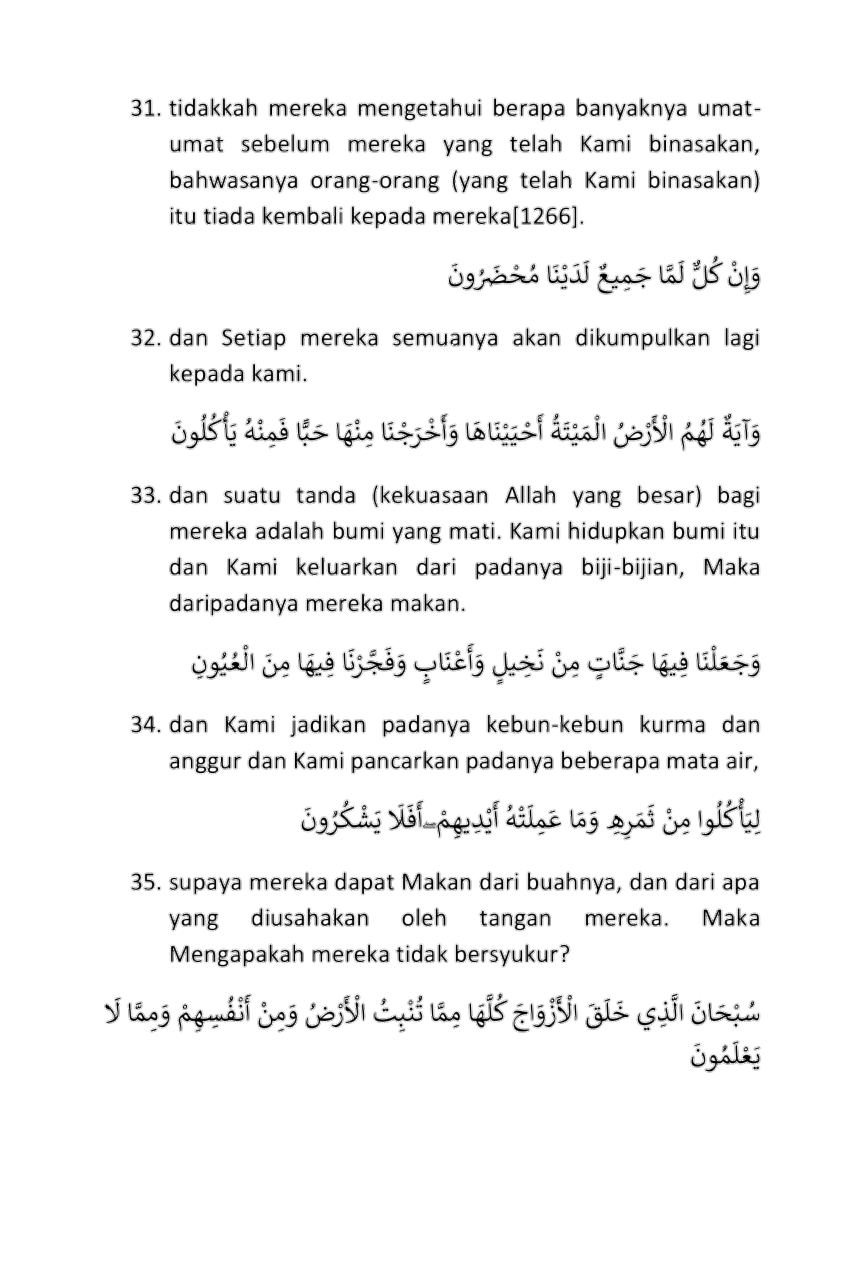 31. tidakkah mereka mengetahui berapa banyaknya umat-
umat sebelum mereka yang telah Kami binasakan,
bahwasanya orang-orang (yang telah Kami binasakan)
itu tiada kembali kepada mereka[1266].
وَإِنْ كُلٌّ لَمَّا جَمِيعٌ لَدَيْنَا مُحْضَرُونَ
32. dan Setiap mereka semuanya akan dikumpulkan lagi
kepada kami.
وَآيَةٌ لَهُمُ الْأَرْضُ الْمَيْتَةُ أَحْيَيْنَاهَا وَأَخْرَجْنَا مِنْهَا حَبًّا فَمِنْهُ يَأْكُلُونَ
33. dan suatu tanda (kekuasaan Allah yang besar) bagi
mereka adalah bumi yang mati. Kami hidupkan bumi itu
dan Kami keluarkan dari padanya biji-bijian, Maka
daripadanya mereka makan.
وَجَعَلْنَا فِيهَا جَنَّاتٍ مِنْ نَخِيلٍ وَأَعْنَابٍ وَفَجَّرْنَا فِيهَا مِنَ الْعُيُونِ
34. dan Kami jadikan padanya kebun-kebun kurma dan
anggur dan Kami pancarkan padanya beberapa mata air,
لِيَأْكُلُوا مِنْ ثَمَرِهِ وَمَا عَمِلَتْهُ أَيْدِيهِمْ ۖ أَفَلَا يَشْكُرُونَ
35. supaya mereka dapat Makan dari buahnya, dan dari apa
yang diusahakan oleh tangan mereka. Maka
Mengapakah mereka tidak bersyukur?
سُبْحَانَ الَّذِي خَلَقَ الْأَزْوَاجَ كُلَّهَا مِمَّا تُنْبِتُ الْأَرْضُ وَمِنْ أَنْفُسِهِمْ وَمِمَّا لَا
يَعْلَمُونَ